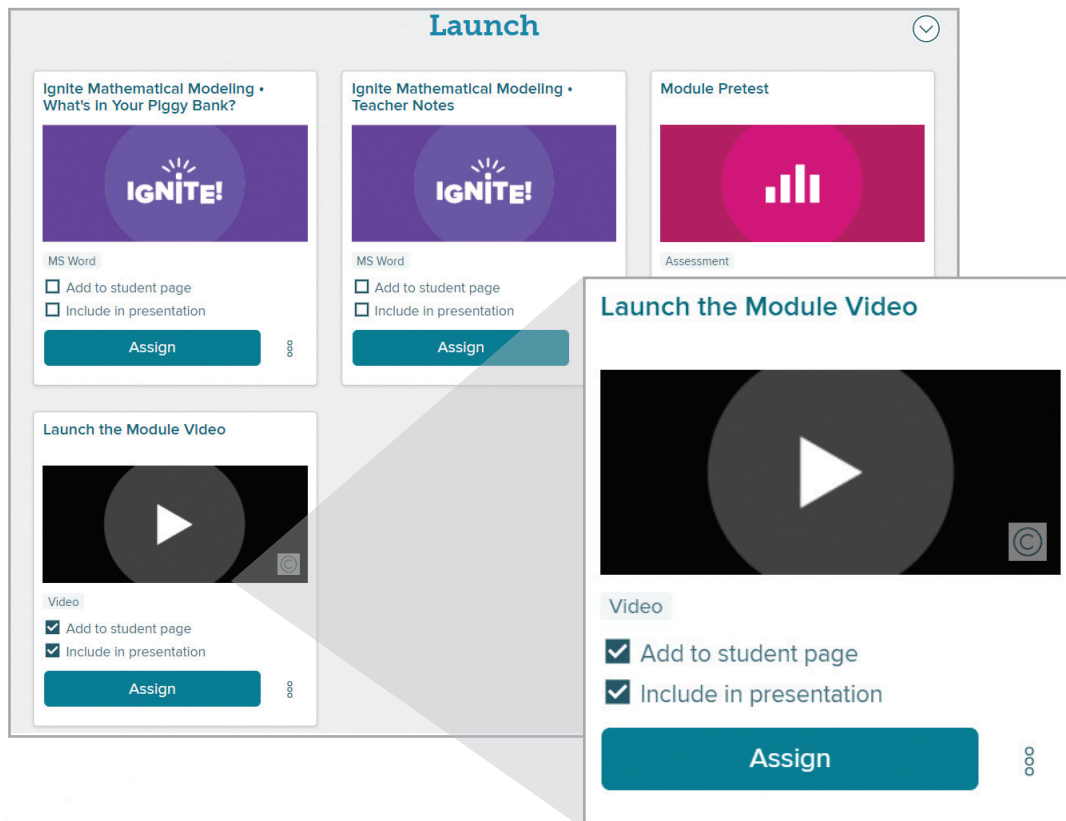 Launch
Ignite Mathematical Modeling •
What's in Your Piggy Bank?
IGNITE!
MS Word
Add to student page
Include in presentation
Assign
Ignite Mathematical Modeling •
Teacher Notes
IGNITE!
MS Word
Add to student page
Include in presentation
Assign
Module Pretest
Assessment
Launch the Module Video
©
Video
Add to student page
Include in presentation
Assign
Launch the Module Video
©
Video
Add to student page
Include in presentation
Assign